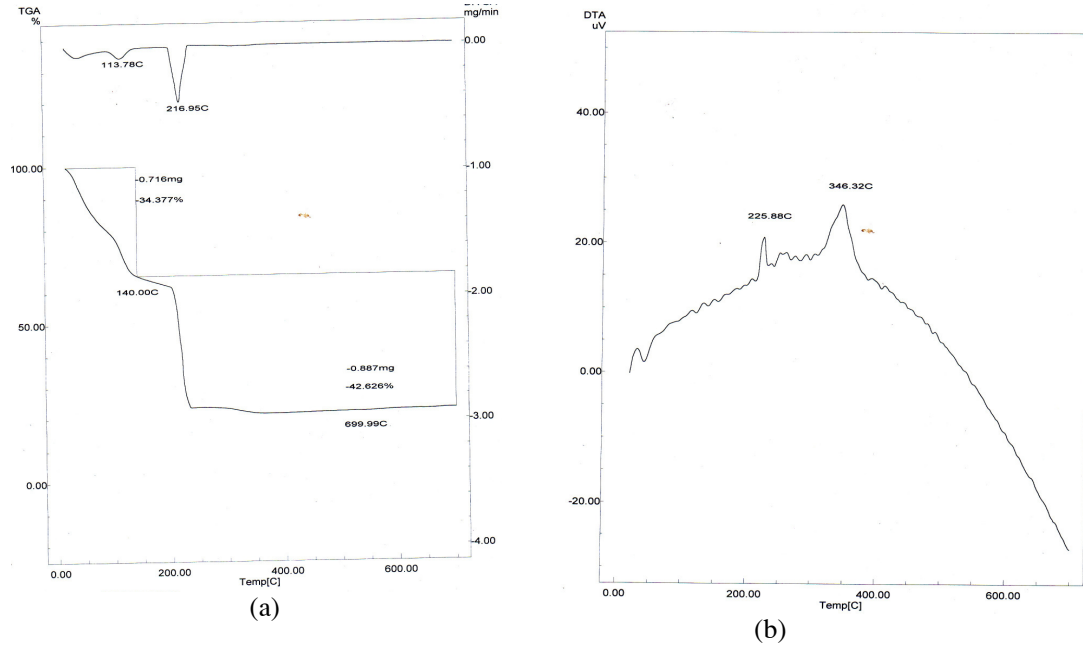 TGA
%
mg/min
0.00
113.78C
216.95C
100.00
-1.00
-0.716mg
-34.377%
140.00C
-2.00
50.00
-0.887mg
-42.626%
-3.00
699.99C
0.00
-4.00
0.00 200.00 400.00 600.00
Temp[C]
(a)
DTA
uV
40.00
346.32C
225.88C
20.00
0.00
-20.00
0.00 200.00 400.00 600.00
Temp[C]
(b)